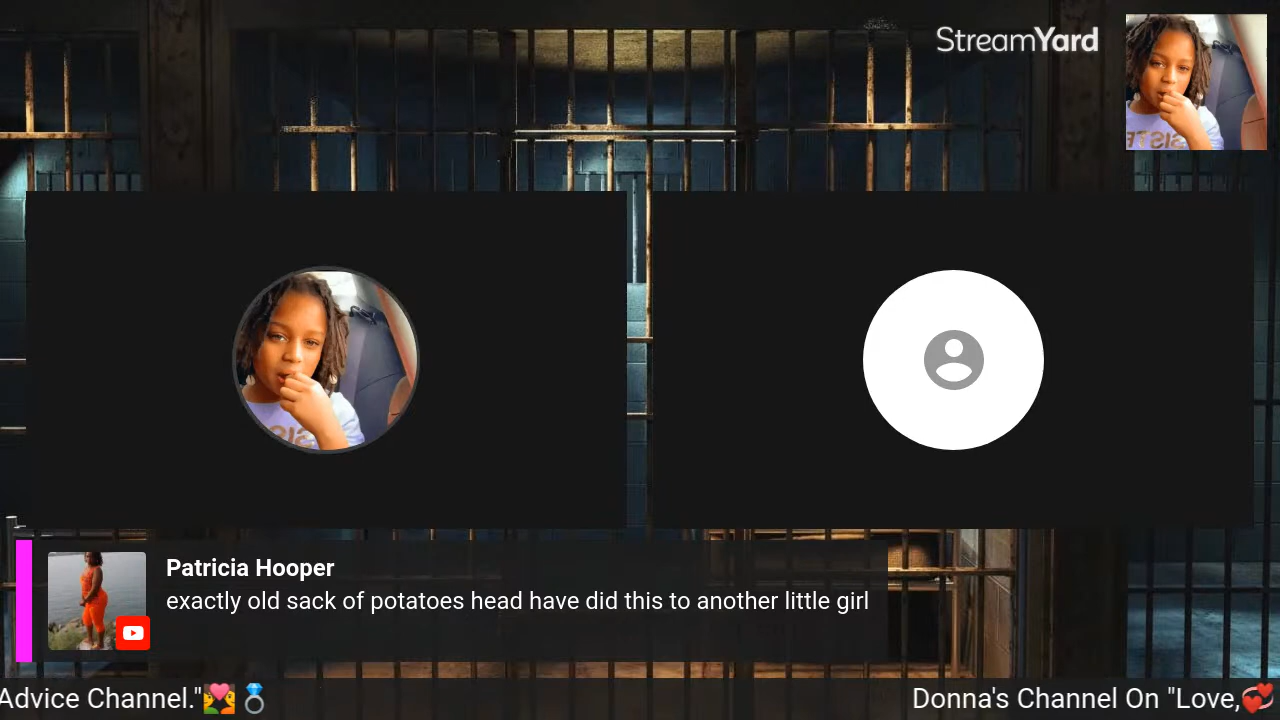 StreamYard
Patricia Hooper
exactly old sack of potatoes head have did this to another little girl
Advice Channel."💏💍
Donna's Channel On "Love,💞